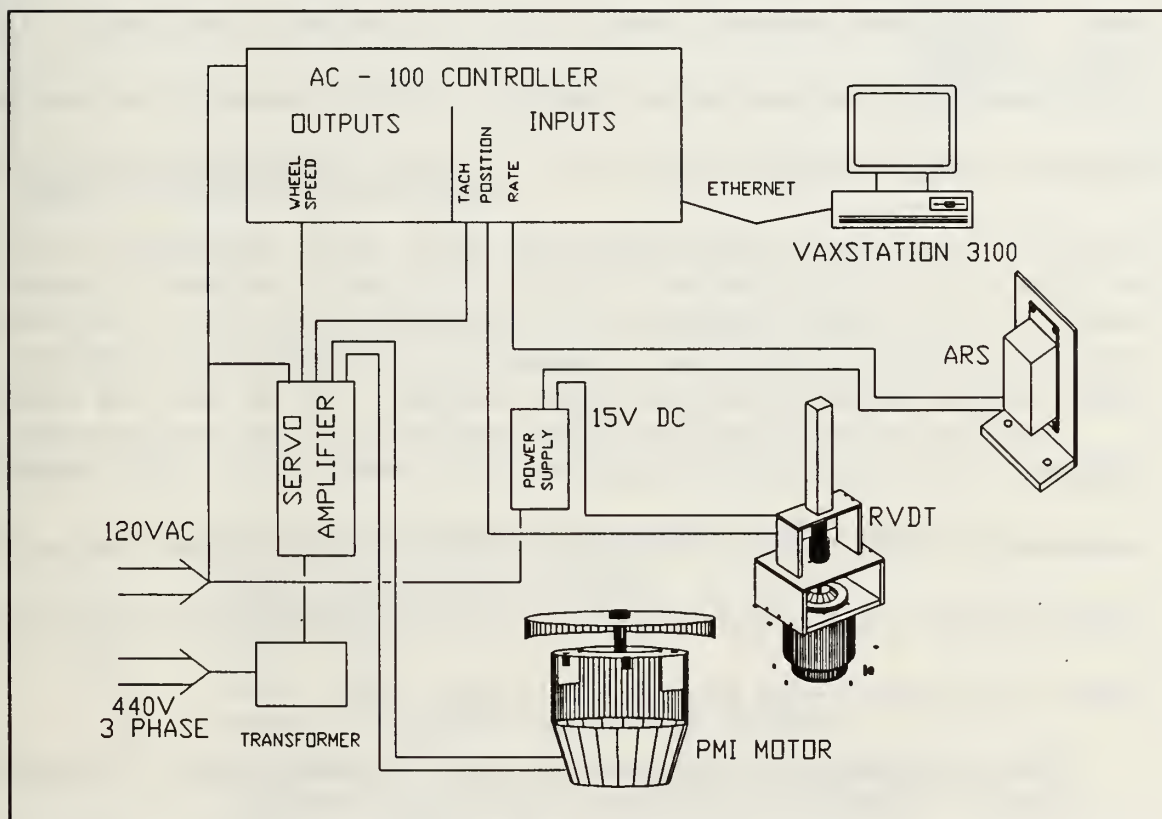 AC - 100 CONTROLLER
OUTPUTS
INPUTS
WHEEL
SPEED
TACH
POSITION
RATE
ETHERNET
VAXSTATION 3100
ARS
SERVO
AMPLIFIER
POWER
SUPPLY
15V DC
RVDT
120VAC
440V
3 PHASE
TRANSFORMER
PMI MOTOR